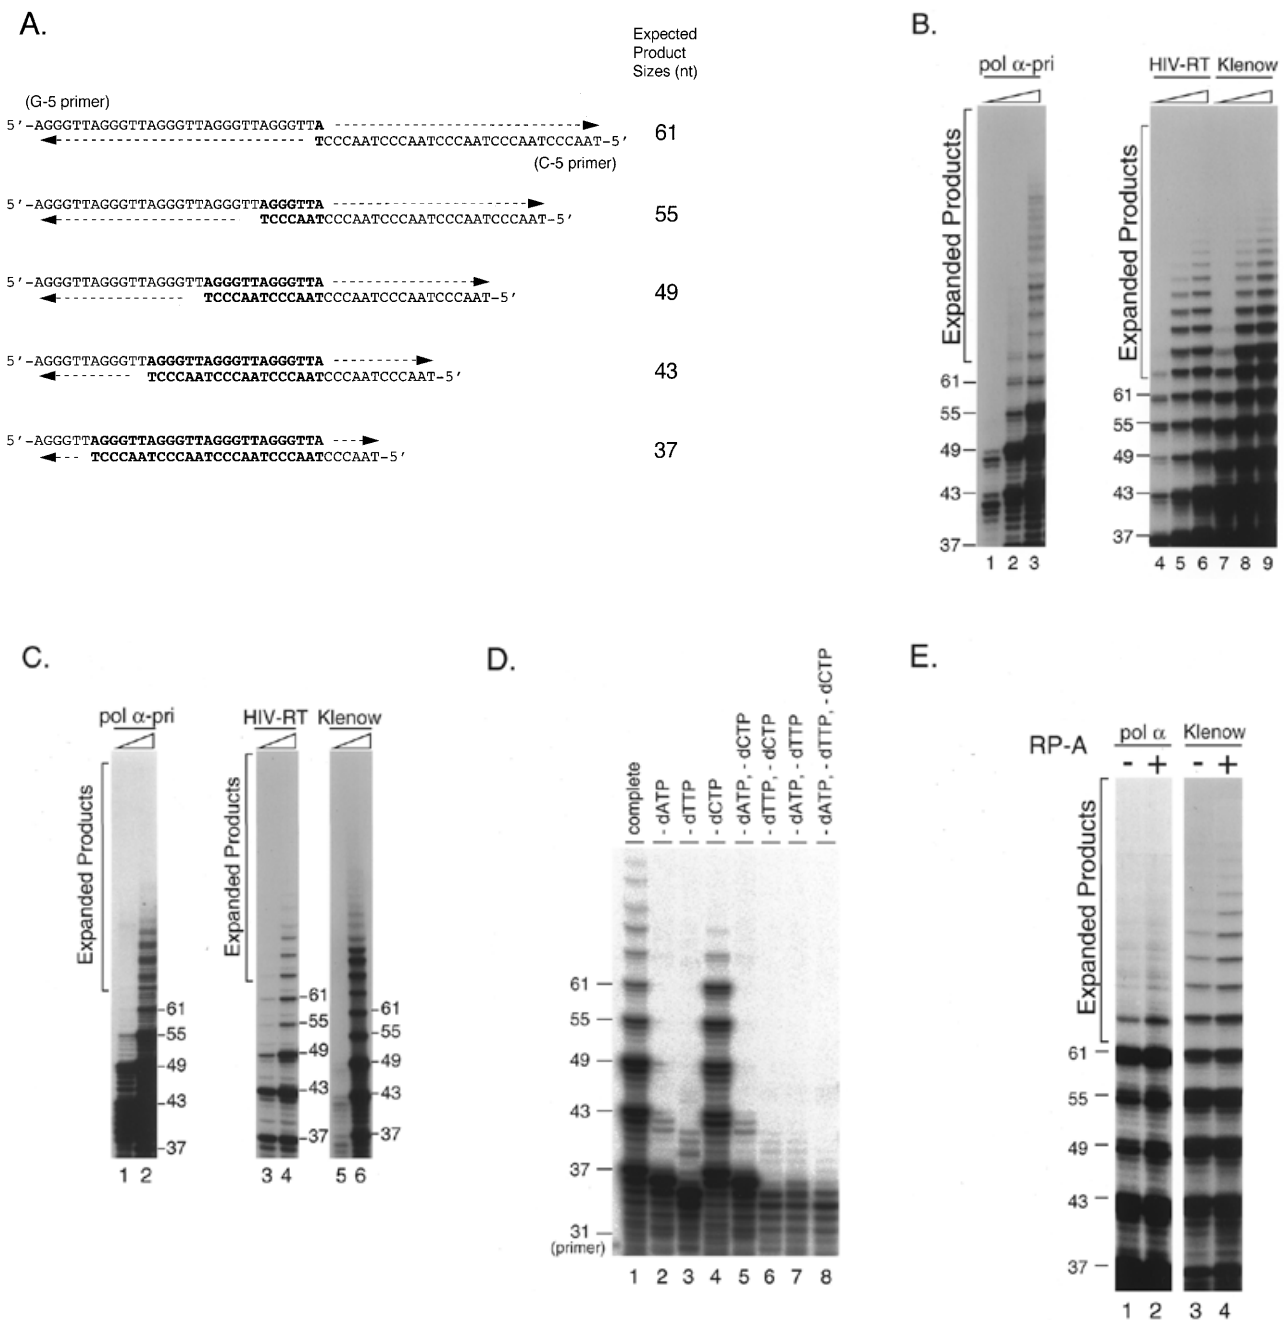 A.
Expected
Product
Sizes (nt)
(G-5 primer)
5'-AGGGTTAGGGTTAGGGTTAGGGTTAGGGTTA
TCCCAATCCCAATCCCAATCCCAATCCCAAT-5'
61
(C-5 primer)
5'-AGGGTTAGGGTTAGGGTTAGGGTTAGGGTTA
TCCCAATCCCAATCCCAATCCCAATCCCAAT-5'
55
5'-AGGGTTAGGGTTAGGGTTAGGGTTAGGGTTA
TCCCAATCCCAATCCCAATCCCAATCCCAAT-5'
49
5'-AGGGTTAGGGTTAGGGTTAGGGTTAGGGTTA
TCCCAATCCCAATCCCAATCCCAATCCCAAT-5'
43
5'-AGGGTTAGGGTTAGGGTTAGGGTTAGGGTTA
TCCCAATCCCAATCCCAATCCCAATCCCAAT-5'
37
B.
pol α-pri
HIV-RT Klenow
Expanded Products
61
55
49
43
37
1 2 3
Expanded Products
61
55
49
43
37
4 5 6 7 8 9
C.
pol α-pri
HIV-RT Klenow
Expanded Products
61
55
49
43
37
1 2
Expanded Products
61
55
49
43
37
3 4
61
55
49
43
37
5 6
D.
complete
- dATP
- dTTP
- dCTP
- dATP, - dCTP
- dTTP, - dCTP
- dATP, - dTTP
- dATP, - dTTP, - dCTP
61
55
49
43
37
31
(primer)
1 2 3 4 5 6 7 8
E.
pol α Klenow
RP-A
- + - +
Expanded Products
61
55
49
43
37
1 2 3 4